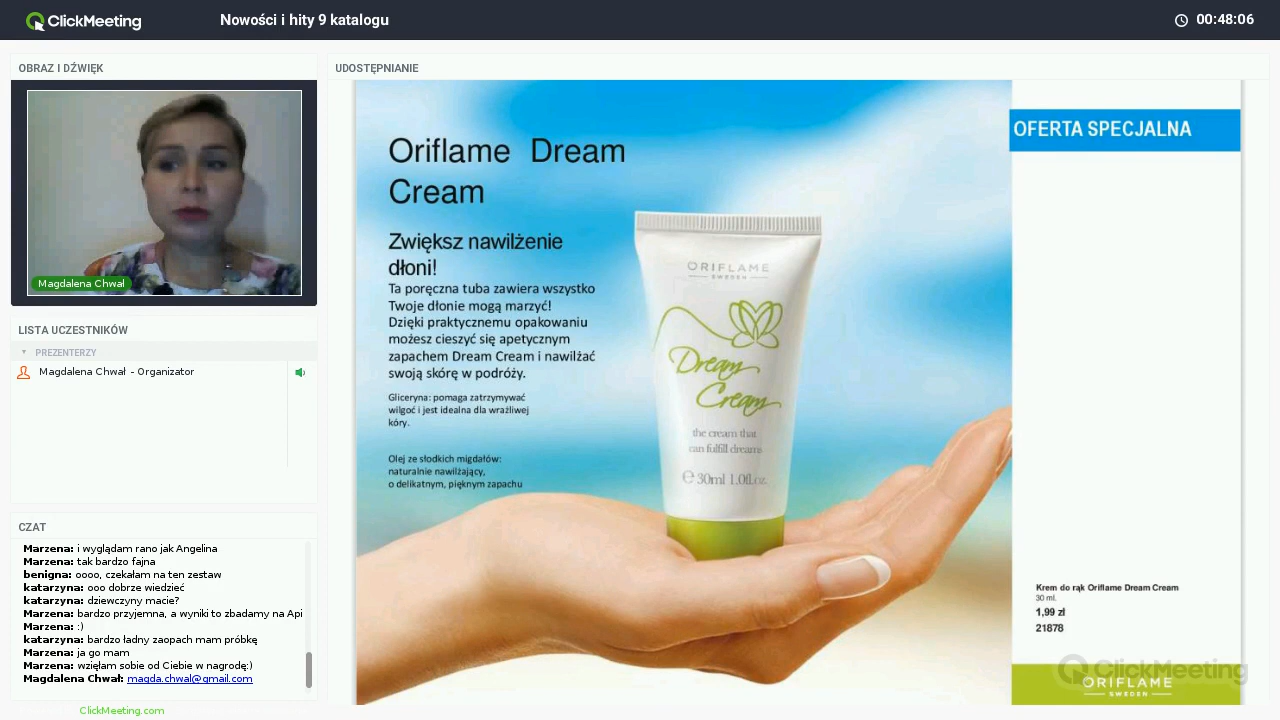 ClickMeeting
Nowości i hity 9 katalogu
00:48:06
OBRAZ I DŹWIĘK
Magdalena Chwał
LISTA UCZESTNIKÓW
PREZENTERZY
Magdalena Chwał - Organizator
CZAT
Marzena: i wyglądam rano jak Angelina
Marzena: tak bardzo fajna
benigna: oooo, czekałam na ten zestaw
katarzyna: ooo dobrze wiedzieć
katarzyna: dziewczyny macie?
Marzena: bardzo przyjemna, a wyniki to zbadamy na Api
Marzena: :)
katarzyna: bardzo ładny zaopach mam próbkę
Marzena: ja go mam
Marzena: wzięłam sobie od Ciebie w nagrodę:)
Magdalena Chwał: magda.chwal@gmail.com
ClickMeeting.com
UDOSTĘPNIANIE
Oriflame Dream
Cream
Zwiększ nawilżenie
dłoni!
Ta poręczna tuba zawiera wszystko
Twoje dłonie mogą marzyć!
Dzięki praktycznemu opakowaniu
możesz cieszyć się apetycznym
zapachem Dream Cream i nawilżać
swoją skórę w podróży.
Gliceryna: pomaga zatrzymywać
wilgoć i jest idealna dla wrażliwej
kóry.
Olej ze słodkich migdałów:
naturalnie nawilżający,
o delikatnym, pięknym zapachu
ORIFLAME
SWEDEN
Dream
Cream
the cream that
can fulfill dreams
℮ 30ml 1.0fl.oz.
OFERTA SPECJALNA
Krem do rąk Oriflame Dream Cream
30 ml.
1,99 zł
21878
ClickMeeting
ORIFLAME
SWEDEN